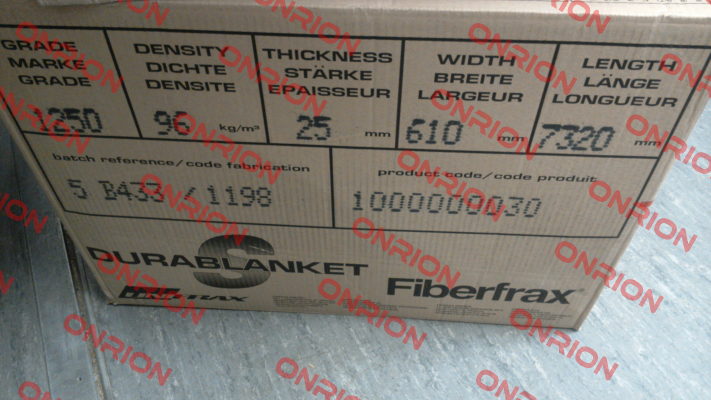 GRADE
MARKE
GRADE
1250
DENSITY
DICHTE
DENSITE
96 kg/m³
THICKNESS
STÄRKE
EPAISSEUR
25 mm
WIDTH
BREITE
LARGEUR
610 mm
LENGTH
LÄNGE
LONGUEUR
7320 mm
batch reference/code fabrication
5 B433 / 1198
product code/code produit
1000009030
DURABLANKET S
UNIFRAX
Fiberfrax®
ONRION